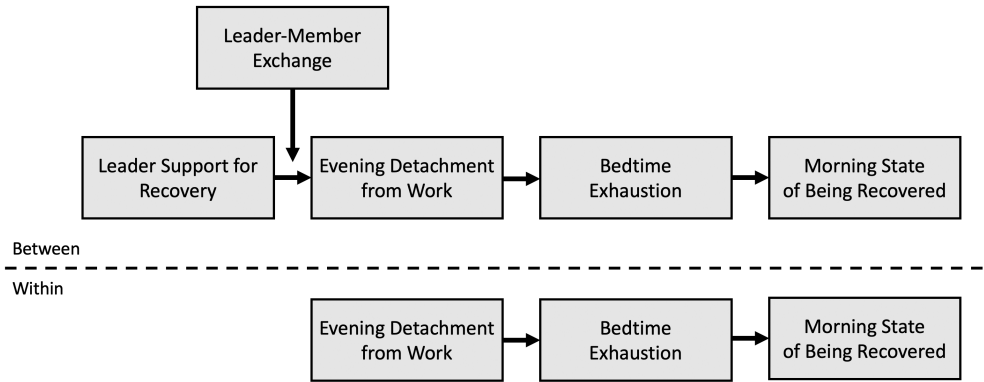 Leader-Member
Exchange
Leader Support for
Recovery
Evening Detachment
from Work
Bedtime
Exhaustion
Morning State
of Being Recovered
Between
Within
Evening Detachment
from Work
Bedtime
Exhaustion
Morning State
of Being Recovered